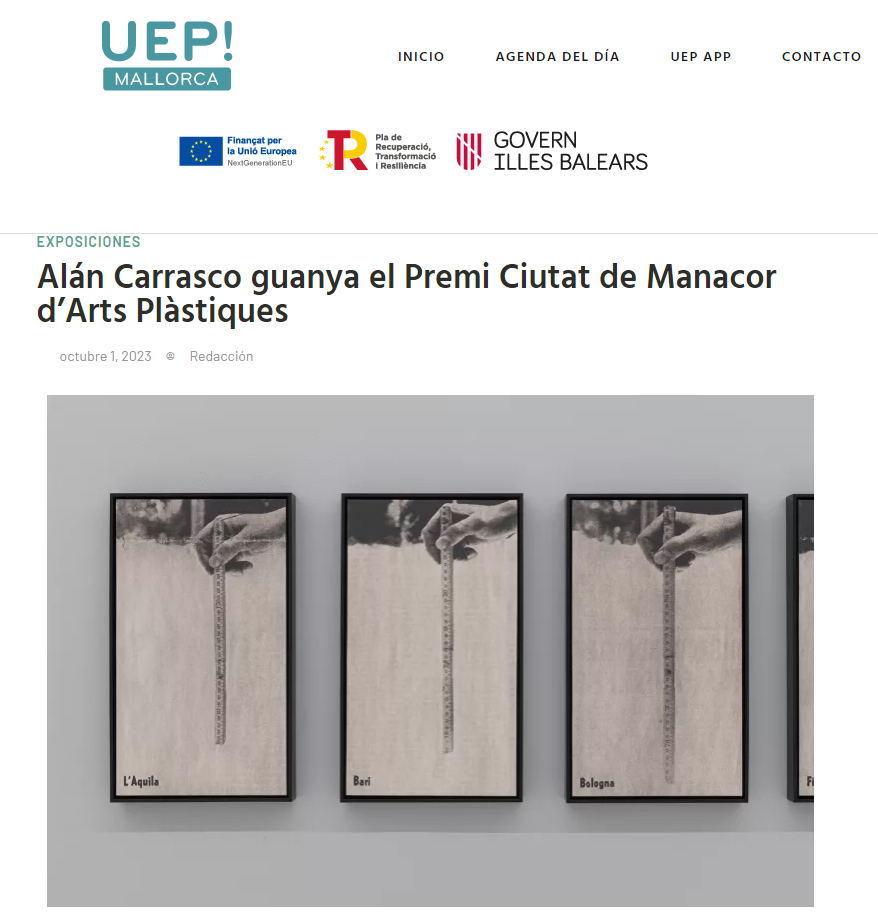 UEP!
MALLORCA
INICIO
AGENDA DEL DÍA
UEP APP
CONTACTO
Finançat per
la Unió Europea
NextGenerationEU
Pla de
Recuperació,
Transformació
i Resiliència
GOVERN
ILLES BALEARS
EXPOSICIONES
Alán Carrasco guanya el Premi Ciutat de Manacor
d’Arts Plàstiques
octubre 1, 2023
Redacción
L'Aquila
Bari
Bologna